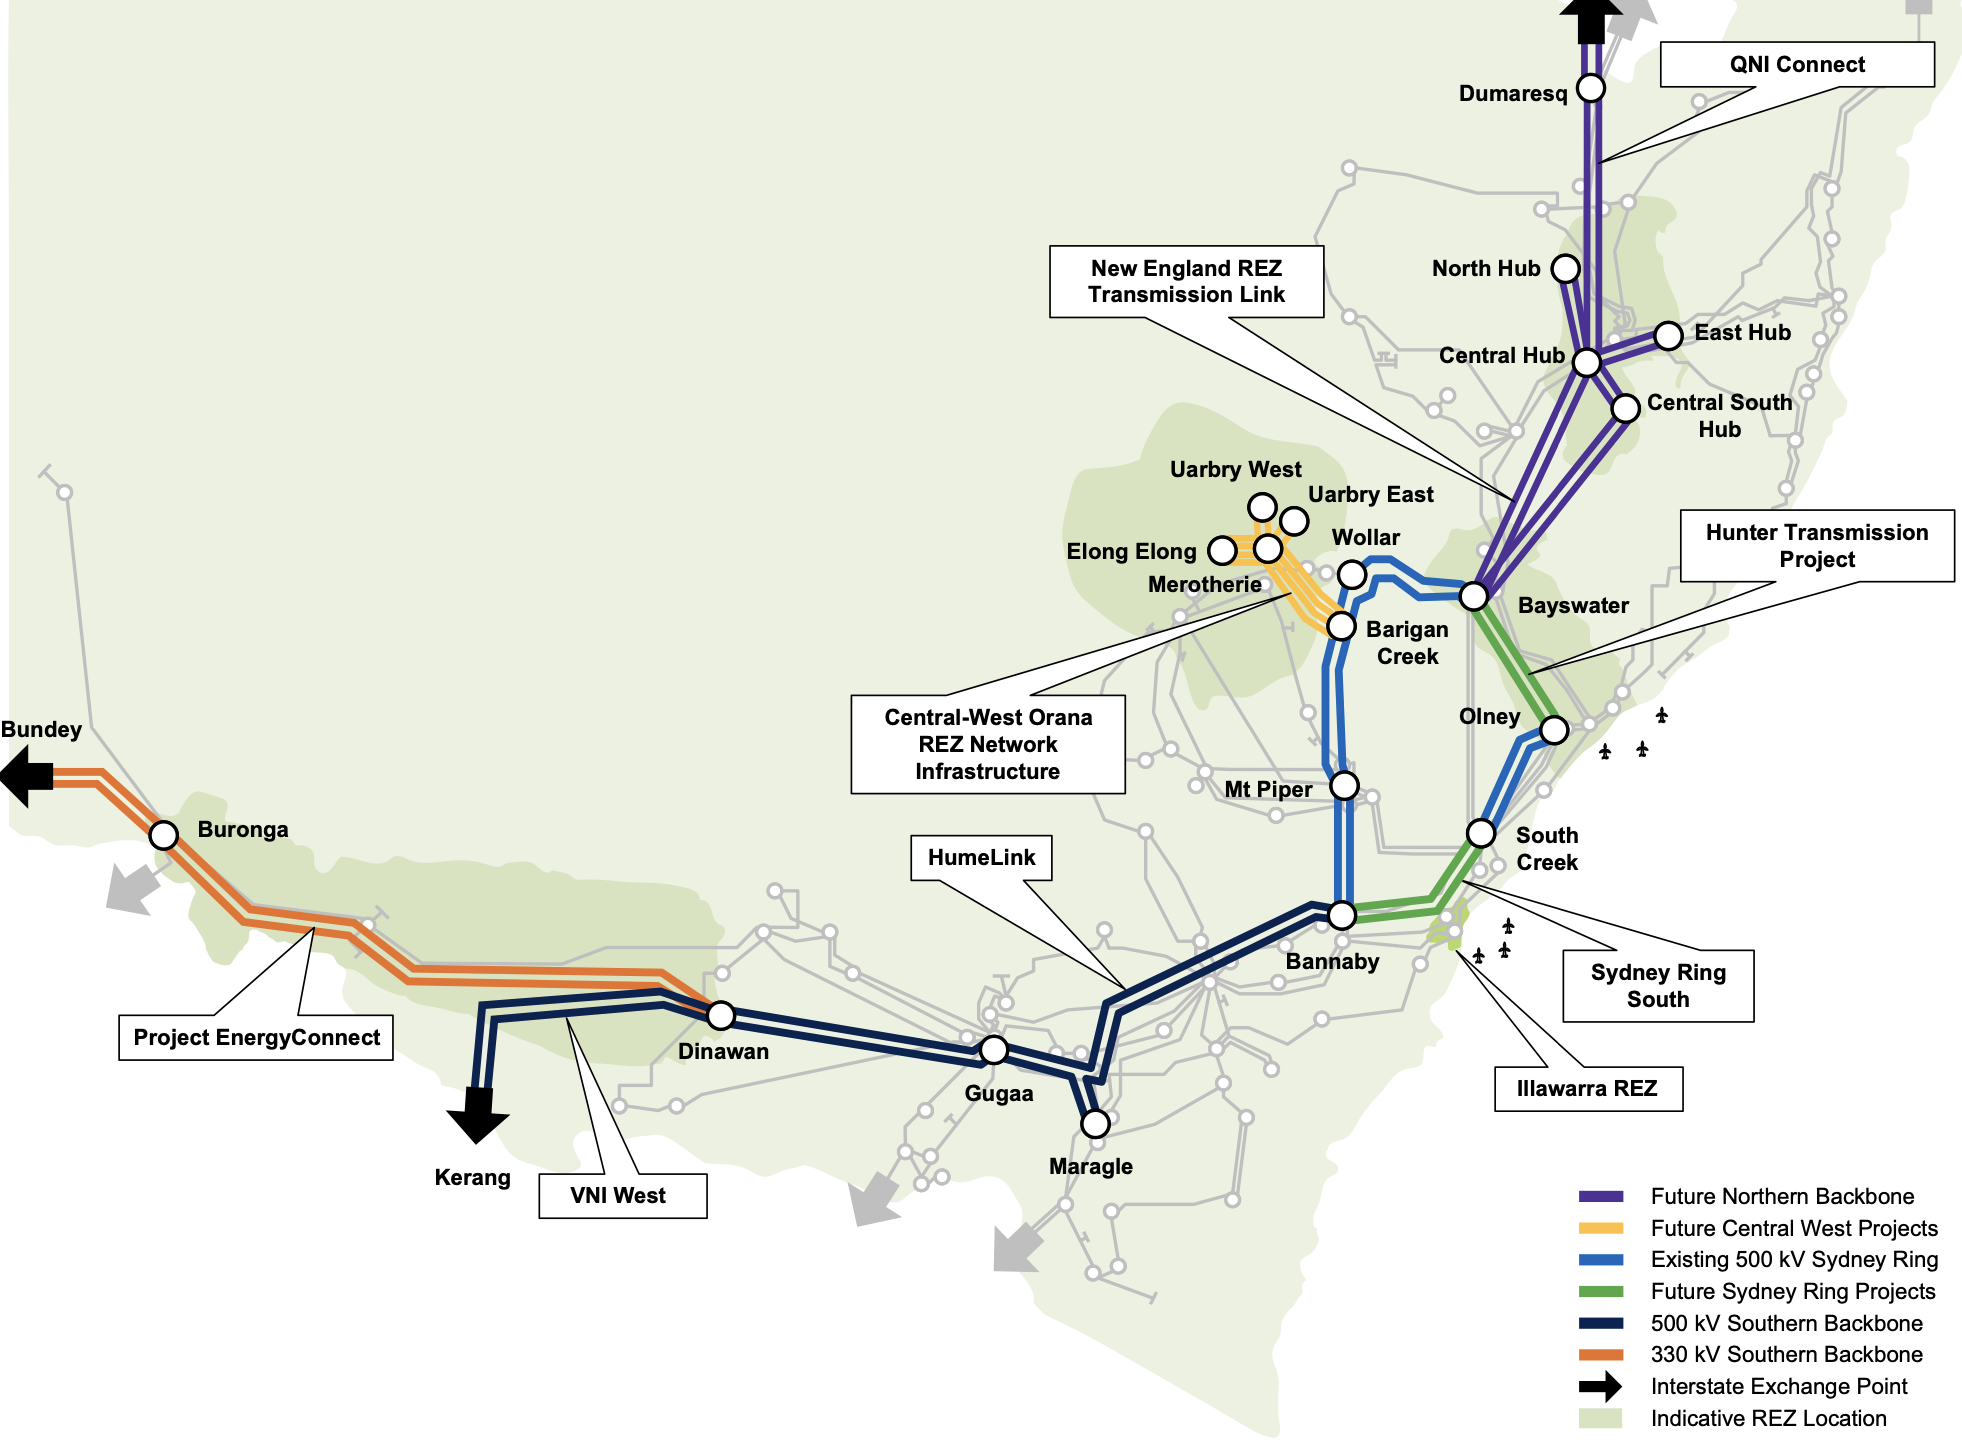 QNI Connect
Dumaresq
New England REZ
Transmission Link
North Hub
East Hub
Central Hub
Central South
Hub
Uarbry West
Uarbry East
Wollar
Elong Elong
Merotherie
Hunter Transmission
Project
Bayswater
Barigan
Creek
Central-West Orana
REZ Network
Infrastructure
Olney
Bundey
Mt Piper
Buronga
HumeLink
South
Creek
Bannaby
Sydney Ring
South
Project EnergyConnect
Dinawan
Gugaa
Illawarra REZ
Kerang
VNI West
Maragle
Future Northern Backbone
Future Central West Projects
Existing 500 kV Sydney Ring
Future Sydney Ring Projects
500 kV Southern Backbone
330 kV Southern Backbone
Interstate Exchange Point
Indicative REZ Location